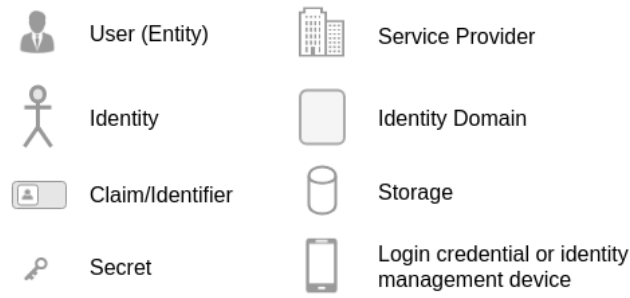 User (Entity)
Service Provider
Identity
Identity Domain
Claim/Identifier
Storage
Secret
Login credential or identity
management device